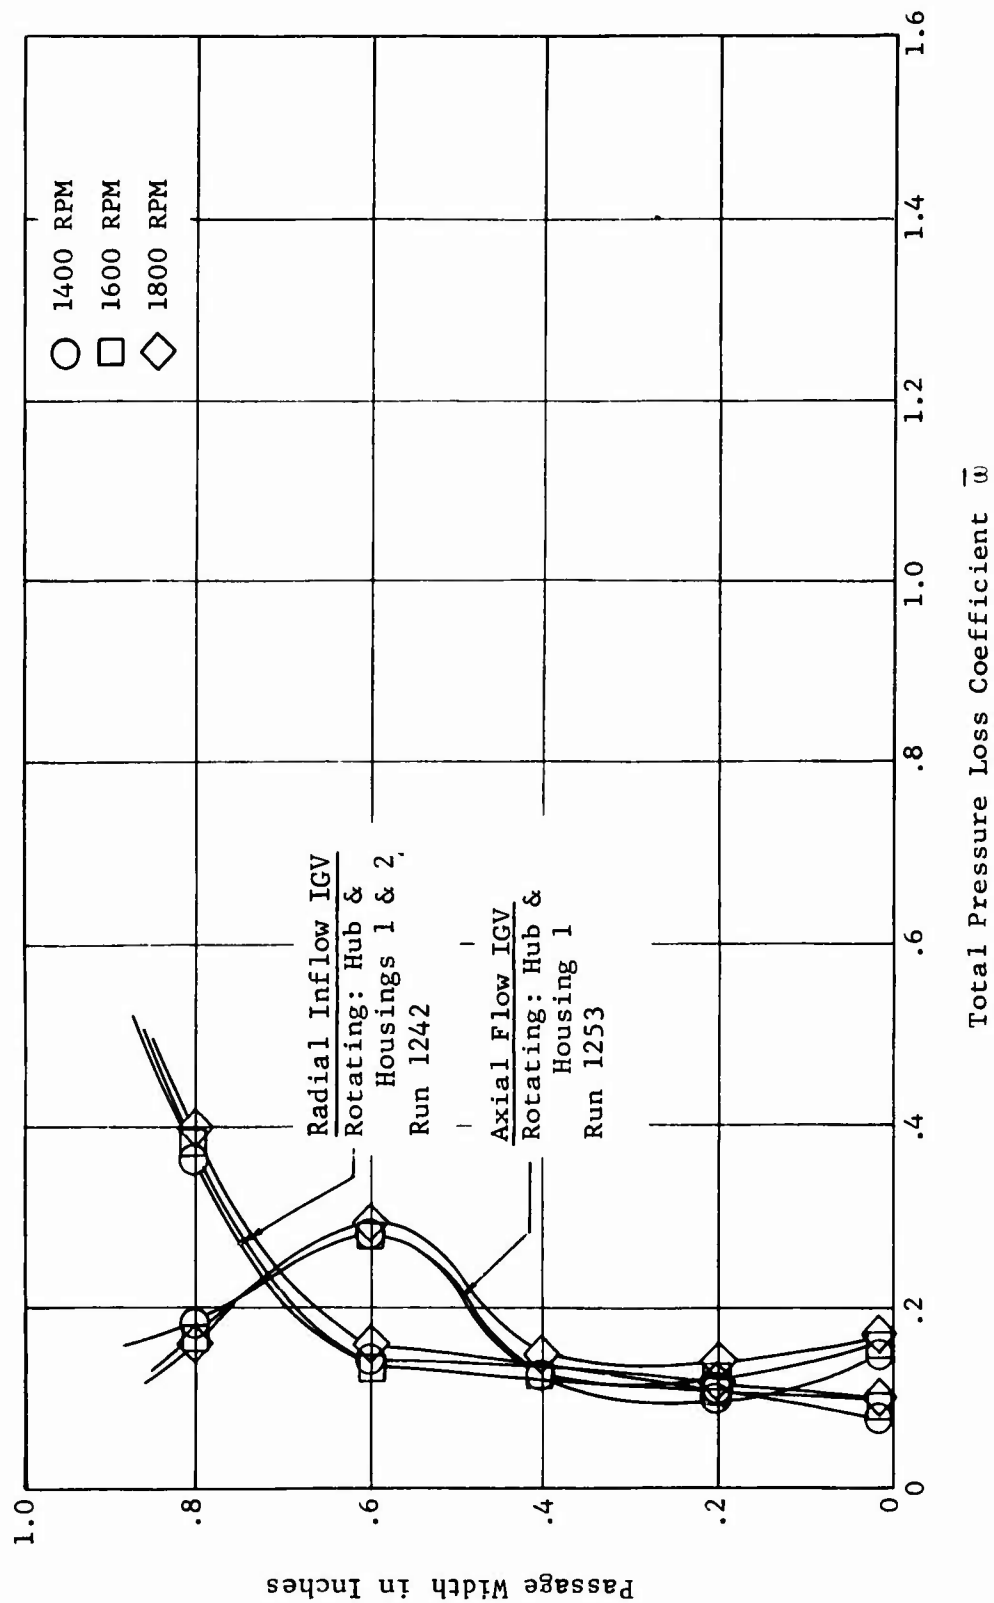 1400 RPM
1600 RPM
1800 RPM
Radial Inflow IGV
Rotating: Hub &
Housings 1 & 2
Run 1242
Axial Flow IGV
Rotating: Hub &
Housing 1
Run 1253
Passage Width in Inches
1.0
.8
.6
.4
.2
0
0
.2
.4
.6
.8
1.0
1.2
1.4
1.6
Total Pressure Loss Coefficient ω̅